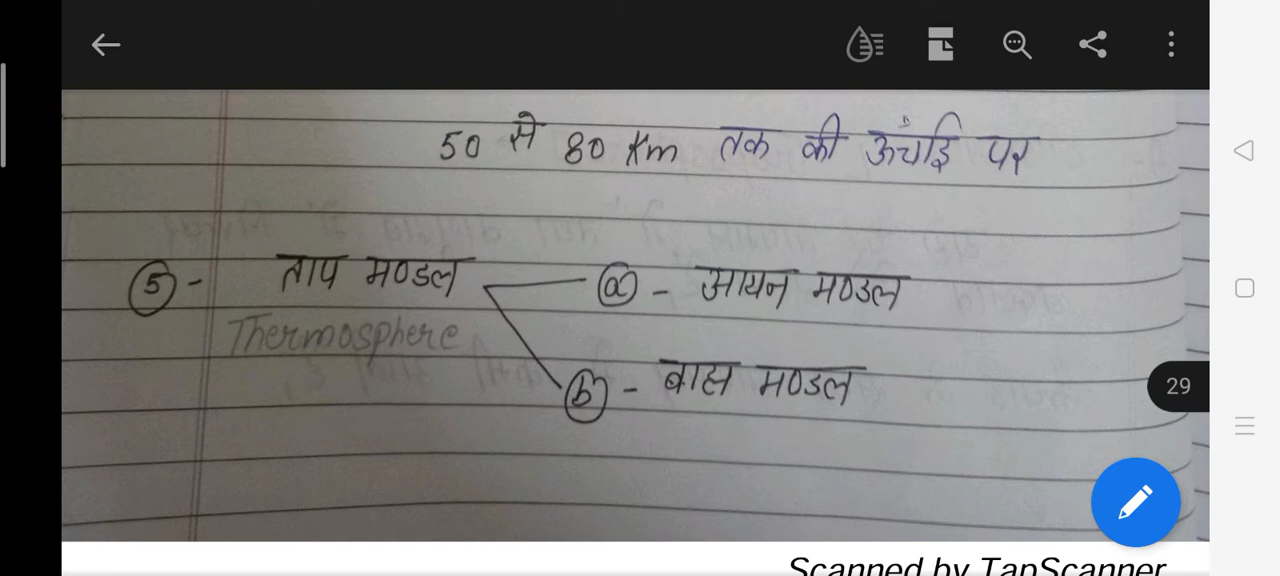 50 से 80 Km तक की ऊंचाई पर
5- ताप मण्डल a - आयन मण्डल
Thermosphere
b - बाह्य मण्डल
29
Scanned by TapScanner